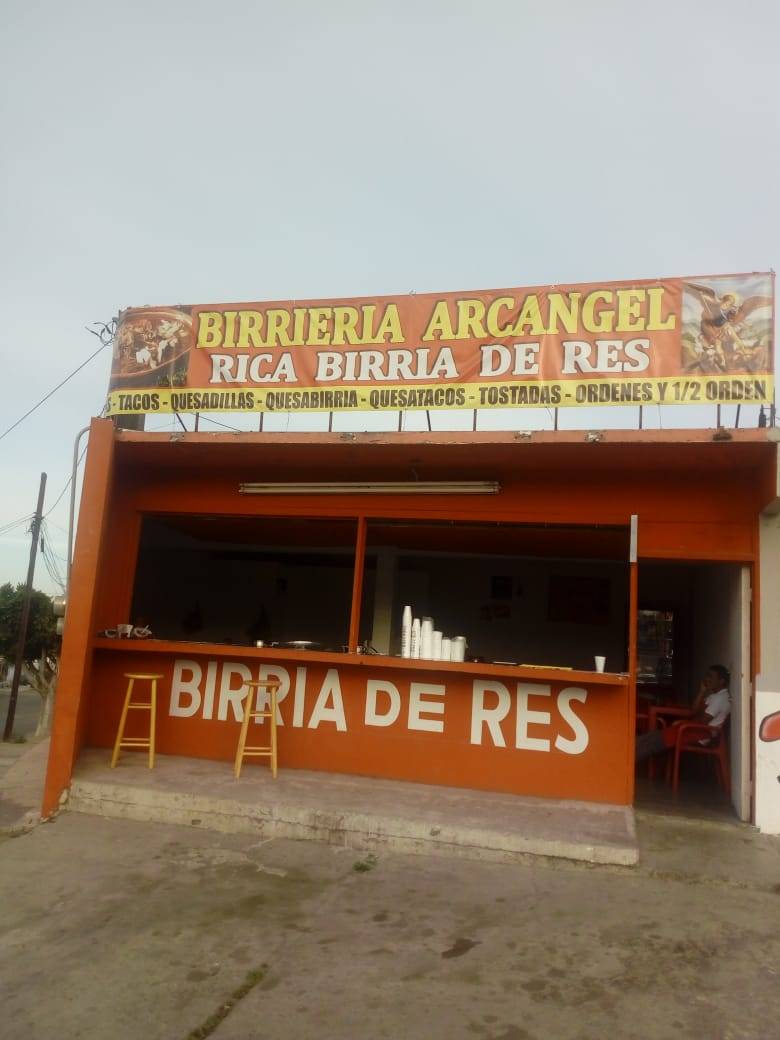 BIRRIERIA ARCANGEL
RICA BIRRIA DE RES
- TACOS - QUESADILLAS - QUESABIRRIA - QUESATACOS - TOSTADAS - ORDENES Y 1/2 ORDEN
BIRRIA DE RES